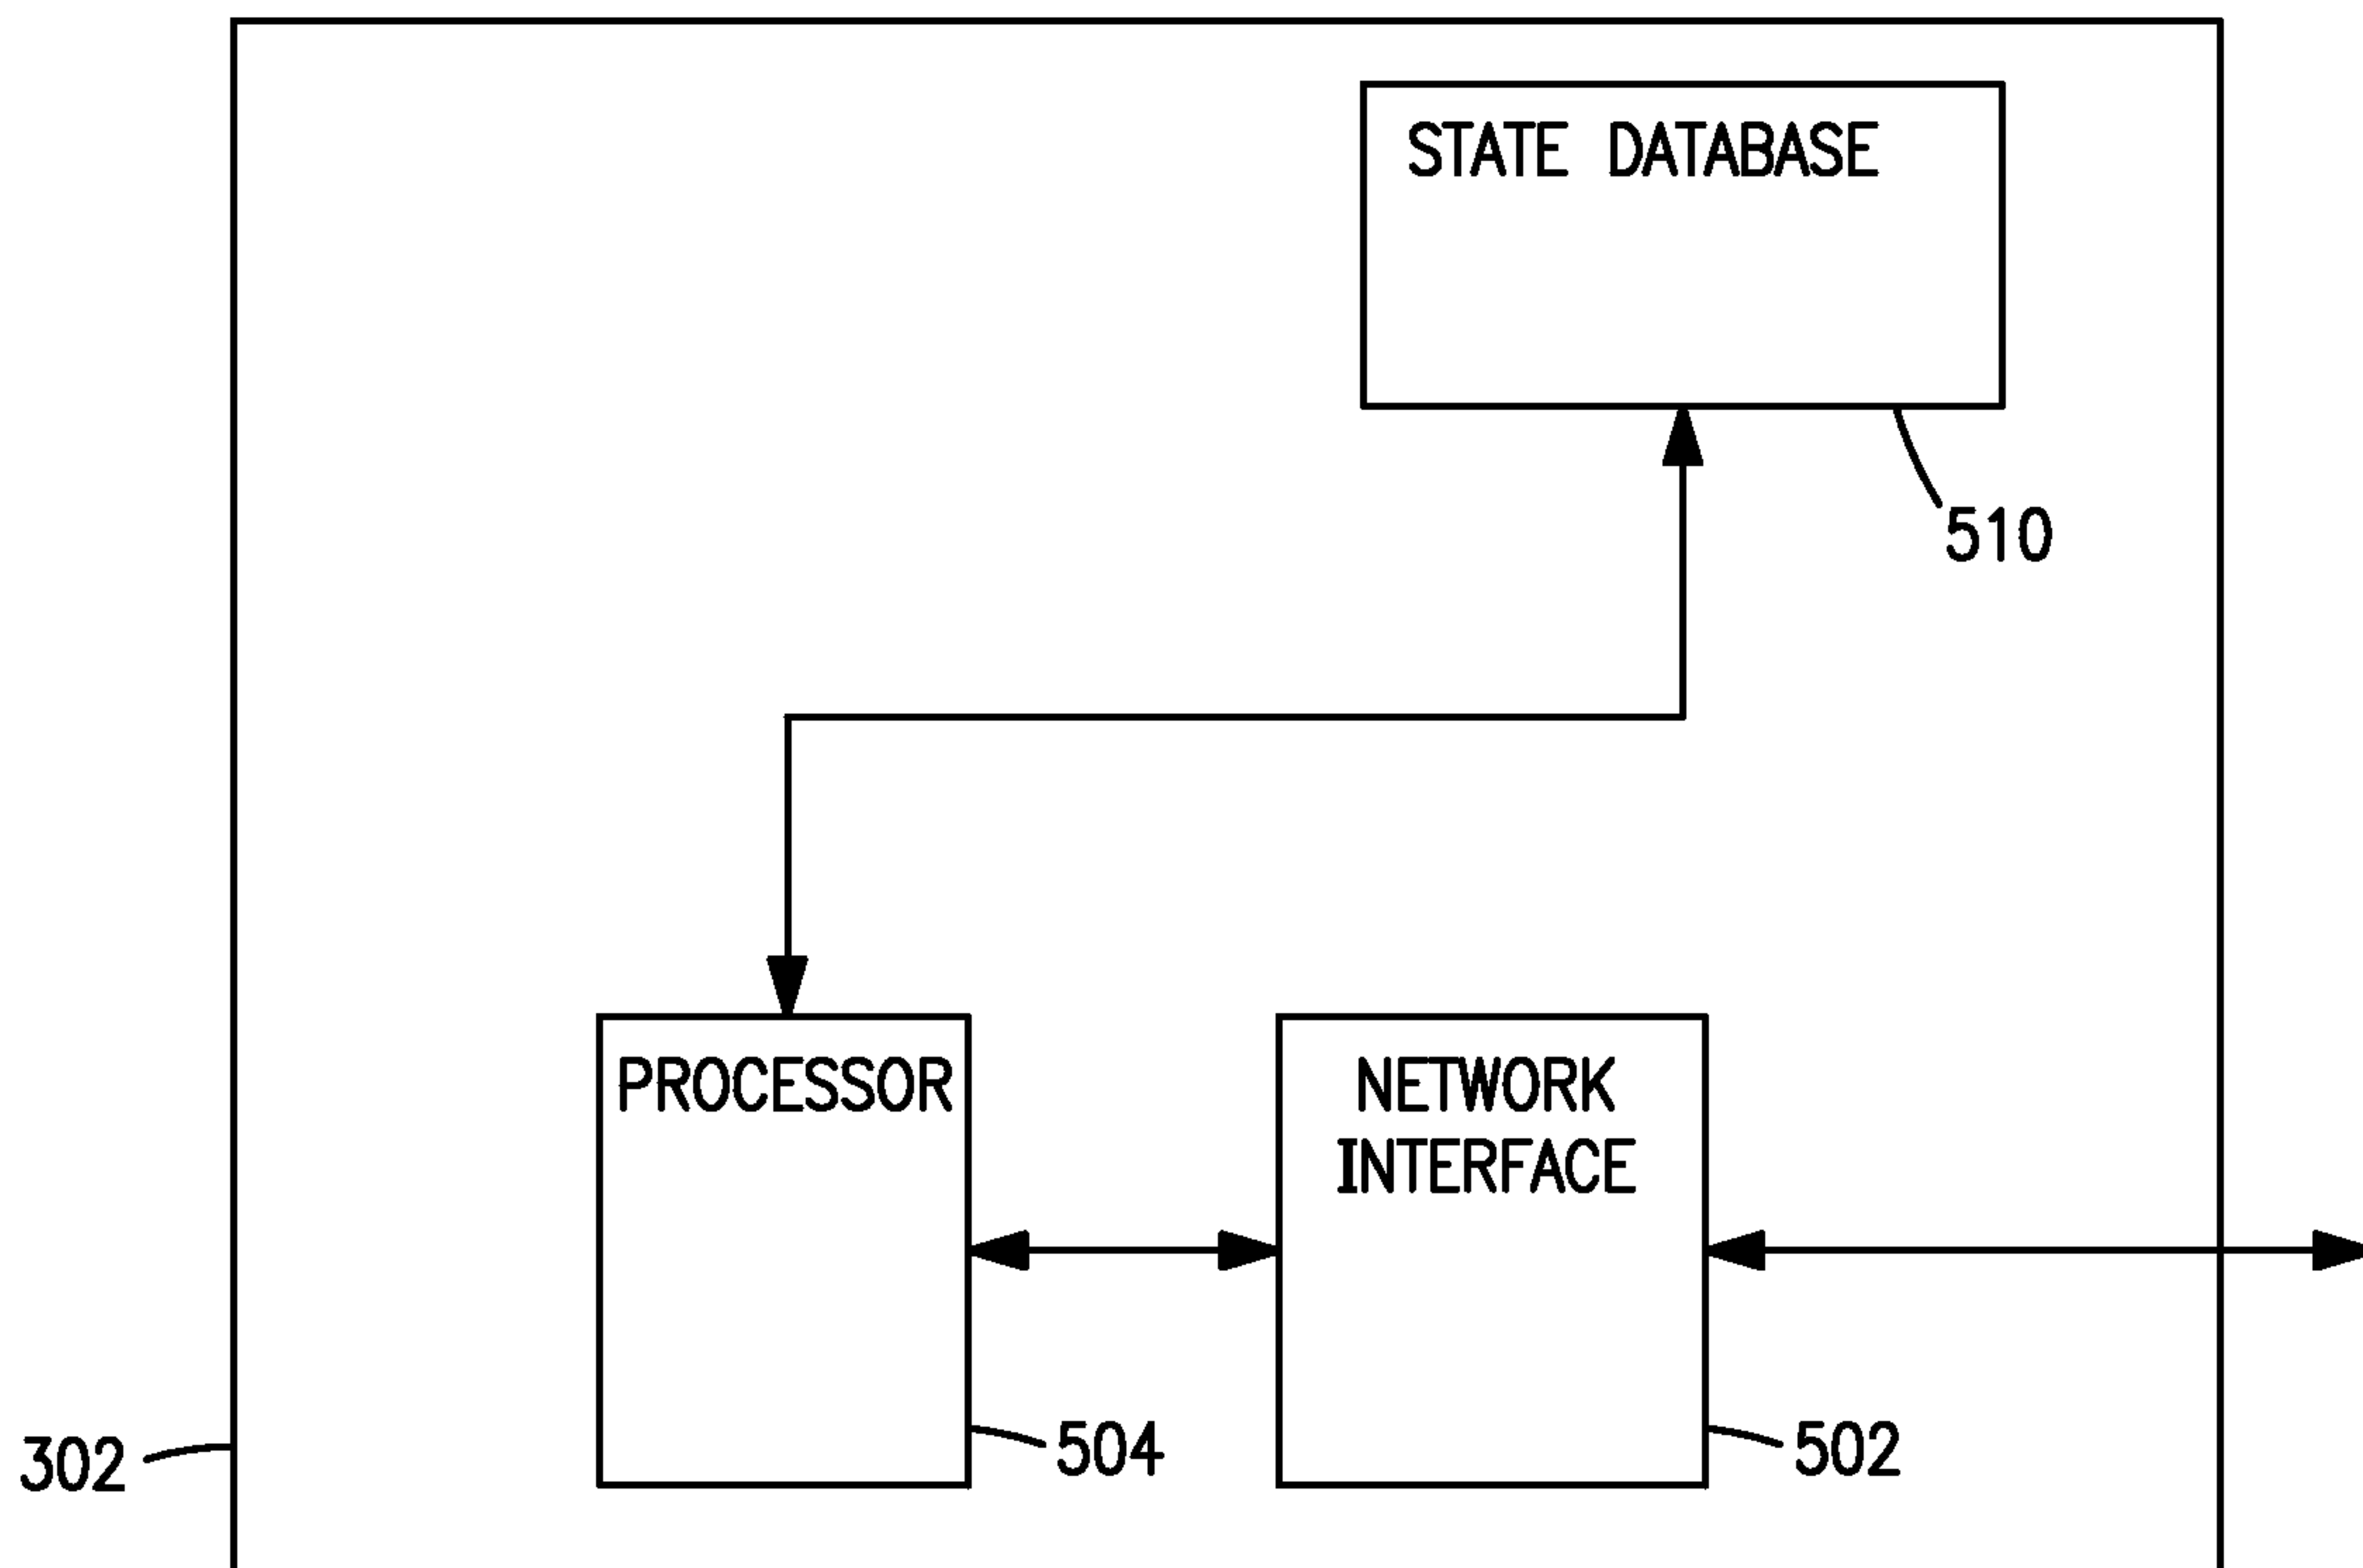 STATE DATABASE
510
PROCESSOR
NETWORK
INTERFACE
302
504
502